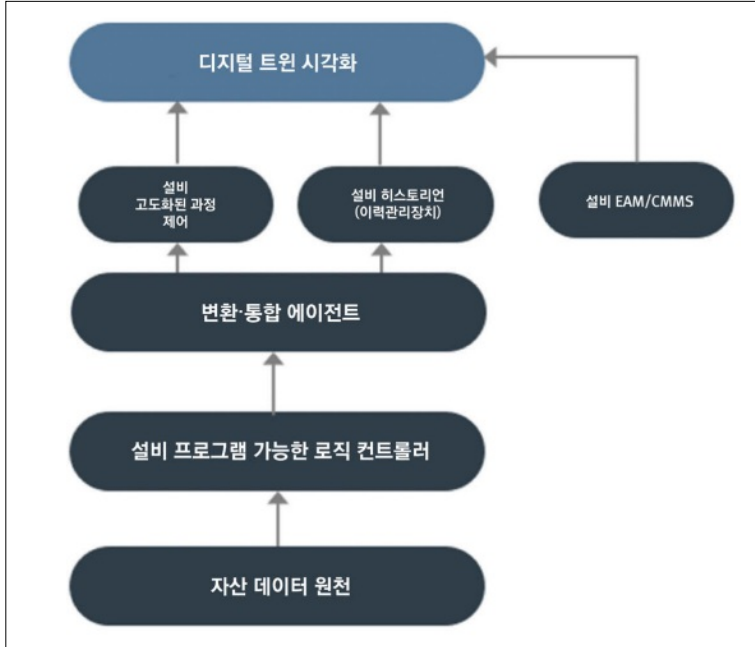 디지털 트윈 시각화
설비
고도화된 과정
제어
설비 히스토리언
(이력관리장치)
설비 EAM/CMMS
변환·통합 에이전트
설비 프로그램 가능한 로직 컨트롤러
자산 데이터 원천